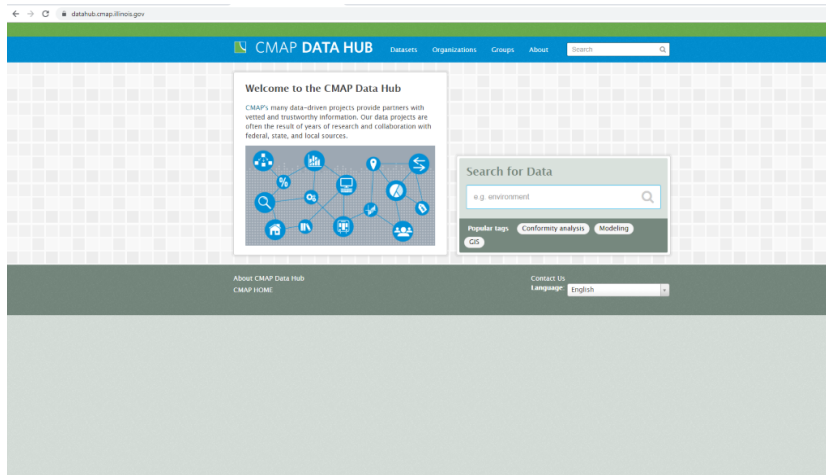 datahub.cmap.illinois.gov
CMAP DATA HUB
Datasets Organizations Groups About Search
Welcome to the CMAP Data Hub
CMAP's many data-driven projects provide partners with
vetted and trustworthy information. Our data projects are
often the result of years of research and collaboration with
federal, state, and local sources.
%
Search for Data
e.g. environment
Popular tags Conformity analysis Modeling
GIS
About CMAP Data Hub
CMAP HOME
Contact Us
Language: English